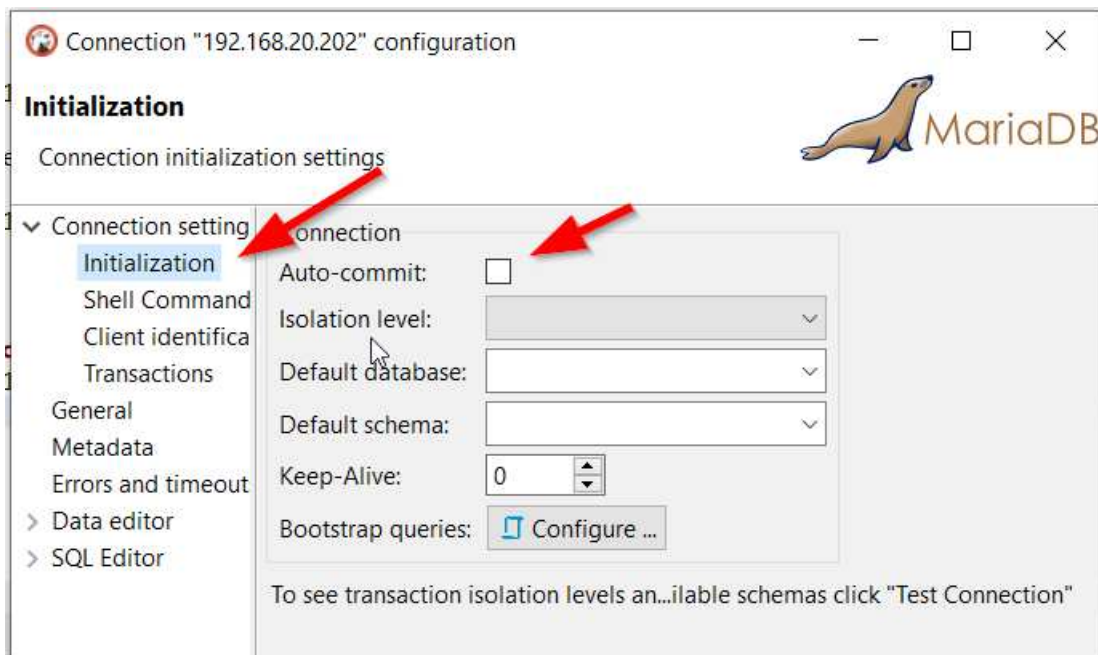 Connection "192.168.20.202" configuration
Initialization
Connection initialization settings
MariaDB
Connection setting
Initialization
Shell Command
Client identifica
Transactions
General
Metadata
Errors and timeout
Data editor
SQL Editor
onnection
Auto-commit:
Isolation level:
Default database:
Default schema:
Keep-Alive: 0
Bootstrap queries: Configure ...
To see transaction isolation levels an...ilable schemas click "Test Connection"